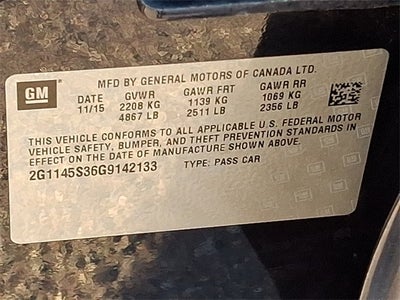 GM
MFD BY GENERAL MOTORS OF CANADA LTD.
DATE GVWR GAWR FRT GAWR RR
11/15 2208 KG 1139 KG 1069 KG
4867 LB 2511 LB 2356 LB
THIS VEHICLE CONFORMS TO ALL APPLICABLE U.S. FEDERAL MOTOR
VEHICLE SAFETY, BUMPER, AND THEFT PREVENTION STANDARDS IN
EFFECT ON THE DATE OF MANUFACTURE SHOWN ABOVE.
2G1145S36G9142133 TYPE: PASS CAR